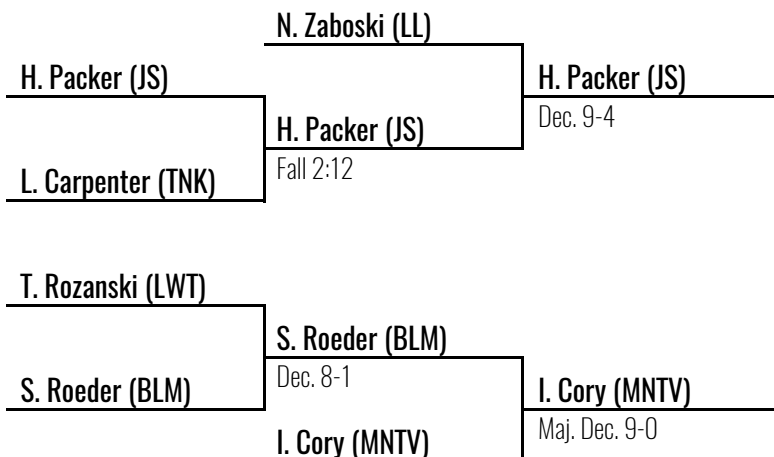 N. Zaboski (LL)
H. Packer (JS)
H. Packer (JS)
Dec. 9-4
H. Packer (JS)
Fall 2:12
L. Carpenter (TNK)
T. Rozanski (LWT)
S. Roeder (BLM)
Dec. 8-1
S. Roeder (BLM)
I. Cory (MNTV)
Maj. Dec. 9-0
I. Cory (MNTV)